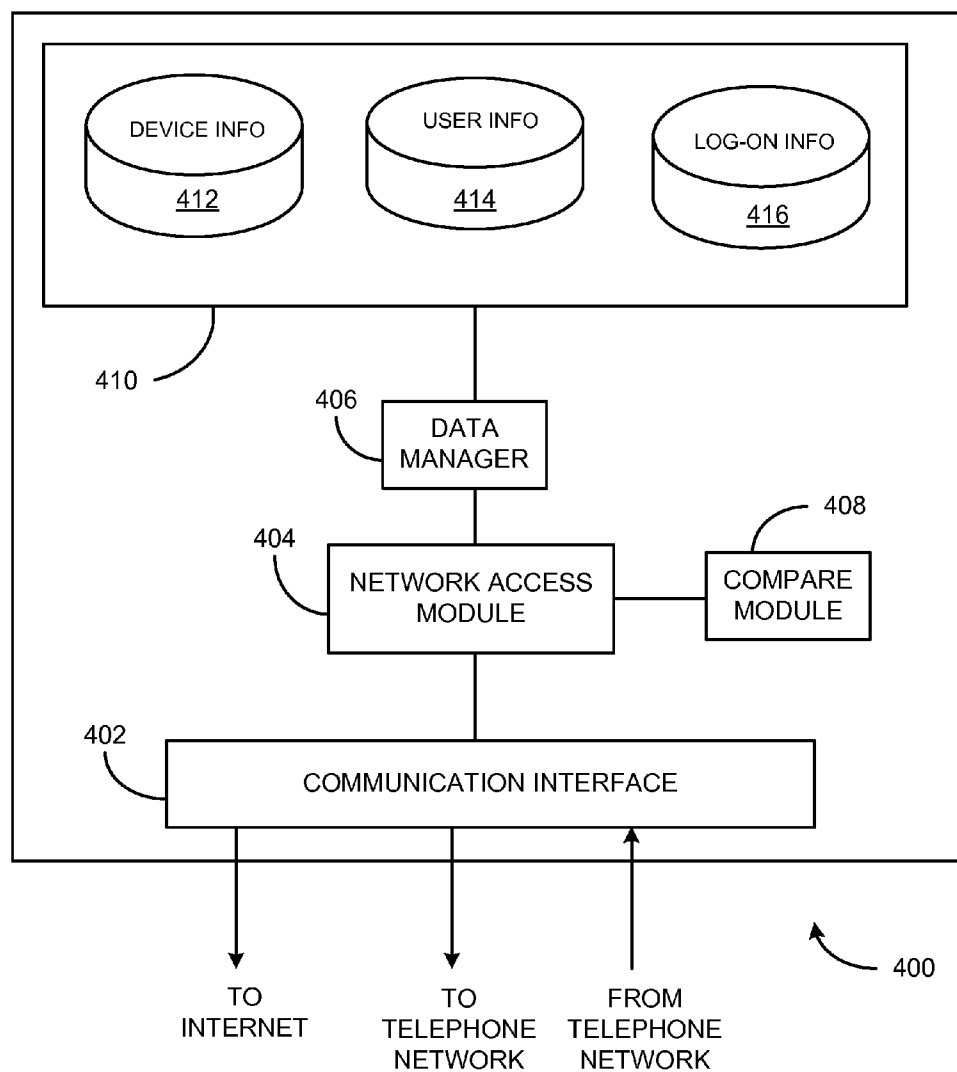 DEVICE INFO
412
USER INFO
414
LOG-ON INFO
416
410
406
DATA
MANAGER
408
404
NETWORK ACCESS
MODULE
COMPARE
MODULE
402
COMMUNICATION INTERFACE
400
TO
INTERNET
TO
TELEPHONE
NETWORK
FROM
TELEPHONE
NETWORK